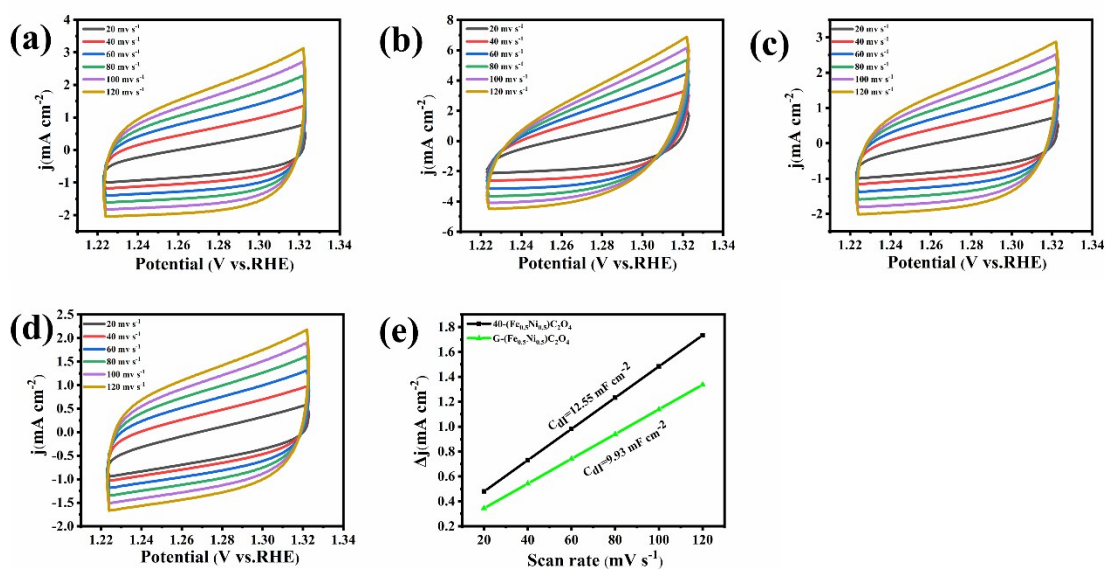 (a)
20 mv s⁻¹
40 mv s⁻¹
60 mv s⁻¹
80 mv s⁻¹
100 mv s⁻¹
120 mv s⁻¹
4
3
2
1
0
-1
-2
j(mA cm⁻²)
1.22 1.24 1.26 1.28 1.30 1.32 1.34
Potential (V vs.RHE)
(b)
20 mv s⁻¹
40 mv s⁻¹
60 mv s⁻¹
80 mv s⁻¹
100 mv s⁻¹
120 mv s⁻¹
8
6
4
2
0
-2
-4
-6
j(mA cm⁻²)
1.22 1.24 1.26 1.28 1.30 1.32 1.34
Potential (V vs.RHE)
(c)
20 mv s⁻¹
40 mv s⁻¹
60 mv s⁻¹
80 mv s⁻¹
100 mv s⁻¹
120 mv s⁻¹
3
2
1
0
-1
-2
j(mA cm⁻²)
1.22 1.24 1.26 1.28 1.30 1.32 1.34
Potential (V vs.RHE)
(d)
20 mv s⁻¹
40 mv s⁻¹
60 mv s⁻¹
80 mv s⁻¹
100 mv s⁻¹
120 mv s⁻¹
2.5
2.0
1.5
1.0
0.5
0.0
-0.5
-1.0
-1.5
-2.0
j(mA cm⁻²)
1.22 1.24 1.26 1.28 1.30 1.32 1.34
Potential (V vs.RHE)
(e)
40-(Fe₀.₅Ni₀.₅)C₂O₄
G-(Fe₀.₅Ni₀.₅)C₂O₄
1.8
1.6
1.4
1.2
1.0
0.8
0.6
0.4
0.2
Δj(mA cm⁻²)
Cdl=12.55 mF cm⁻²
Cdl=9.93 mF cm⁻²
20 40 60 80 100 120
Scan rate (mV s⁻¹)